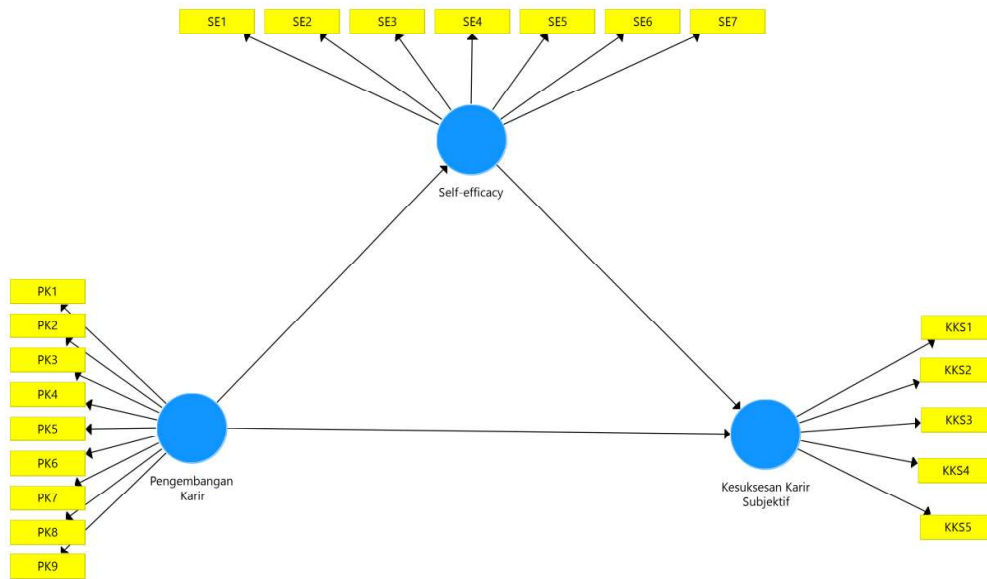 SE1
SE2
SE3
SE4
SE5
SE6
SE7
Self-efficacy
PK1
PK2
PK3
PK4
PK5
PK6
PK7
PK8
PK9
Pengembangan
Karir
KKS1
KKS2
KKS3
KKS4
KKS5
Kesuksesan Karir
Subjektif